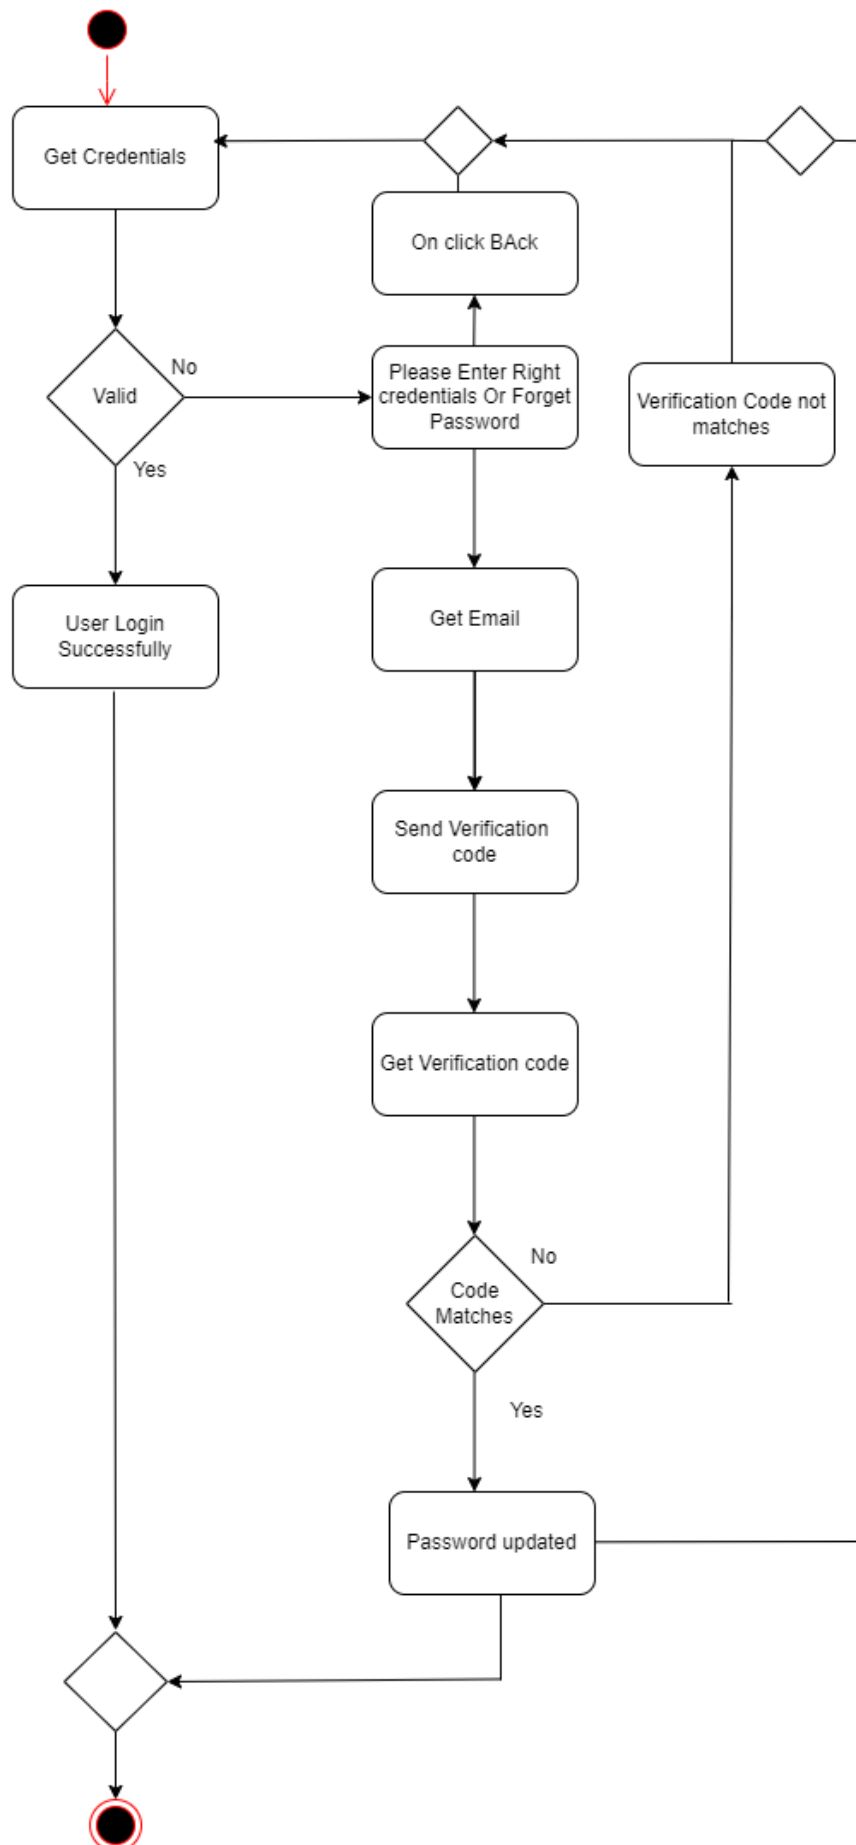 Get Credentials
On click BAck
No
Valid
Please Enter Right
credentials Or Forget
Password
Verification Code not
matches
Yes
User Login
Successfully
Get Email
Send Verification
code
Get Verification code
No
Code
Matches
Yes
Password updated